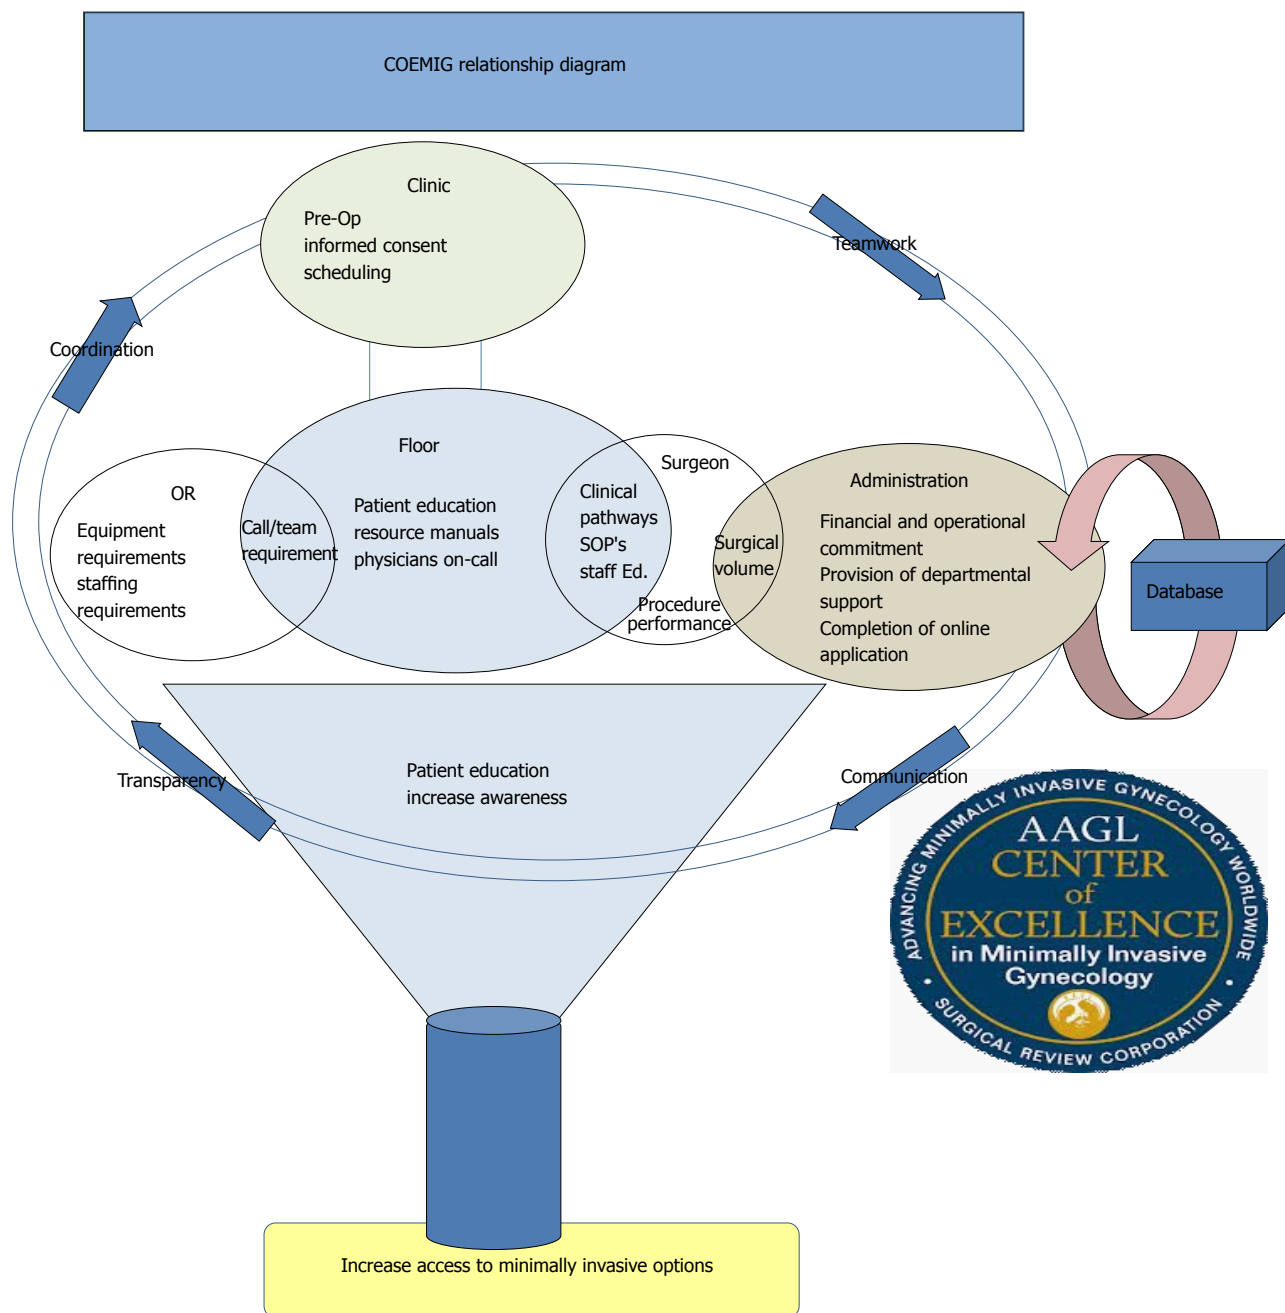 COEMIG relationship diagram
Clinic
Pre-Op
informed consent
scheduling
Teamwork
Coordination
Floor
Patient education
resource manuals
physicians on-call
OR
Equipment
requirements
staffing
requirements
Call/team
requirement
Clinical
pathways
SOP's
staff Ed.
Surgeon
Procedure
performance
Surgical
volume
Administration
Financial and operational
commitment
Provision of departmental
support
Completion of online
application
Database
Transparency
Communication
Patient education
increase awareness
ADVANCING MINIMALLY INVASIVE GYNECOLOGY WORLDWIDE
AAGL
CENTER
of
EXCELLENCE
in Minimally Invasive
Gynecology
• SURGICAL REVIEW CORPORATION •
Increase access to minimally invasive options